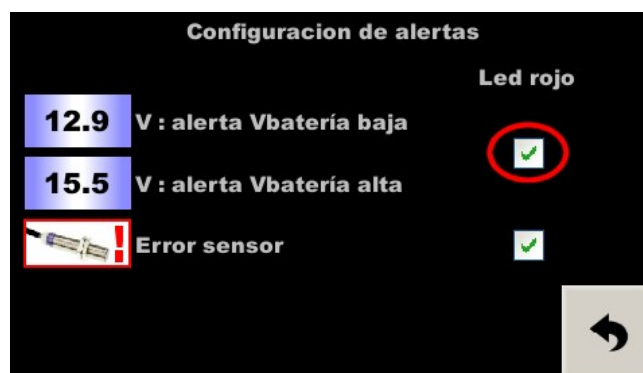 Configuracion de alertas
Led rojo
12.9 V : alerta Vbatería baja
15.5 V : alerta Vbatería alta
! Error sensor